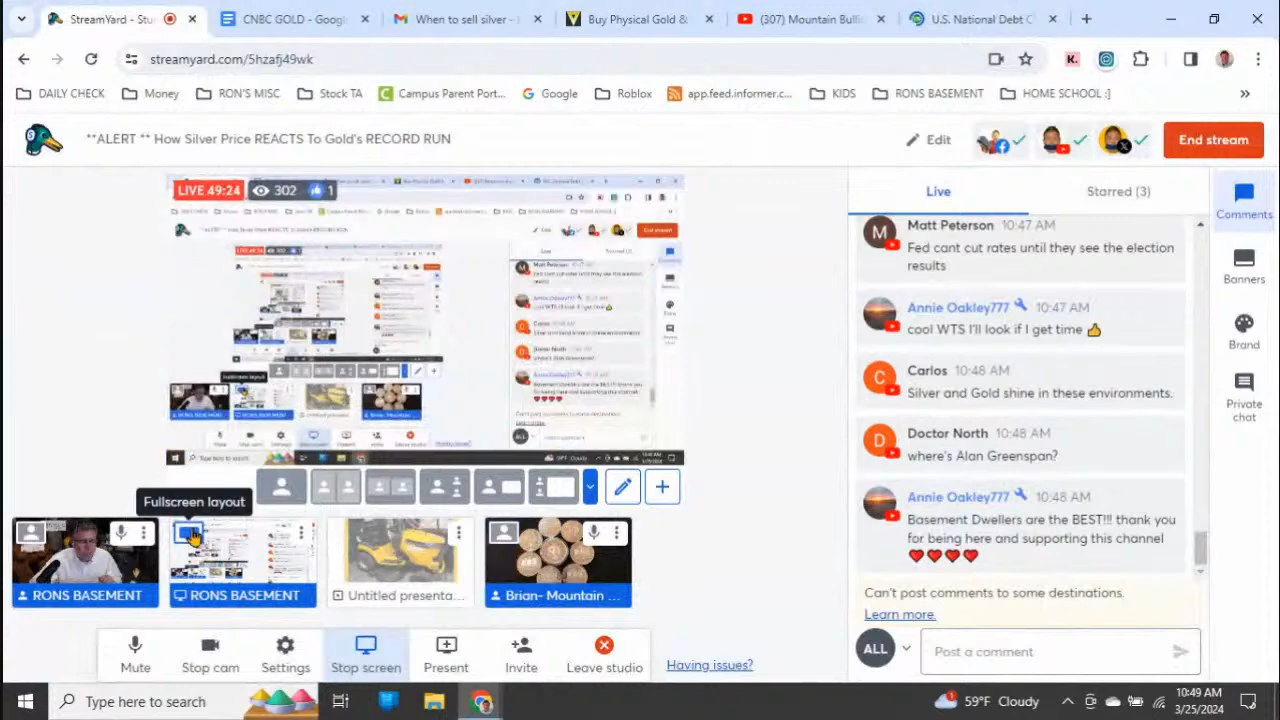 StreamYard - Stu
CNBC GOLD - Google
When to sell silver -
Buy Physical Gold &
(307) Mountain Bulli
U.S. National Debt C
streamyard.com/5hzafj49wk
DAILY CHECK
Money
RON'S MISC
Stock TA
Campus Parent Port...
Google
Roblox
app.feed.informer.c...
KIDS
RONS BASEMENT
HOME SCHOOL :]
**ALERT ** How Silver Price REACTS To Gold's RECORD RUN
Edit
End stream
LIVE 49:24
302
1
Live
Starred (3)
Matt Peterson 10:47 AM
Fed cant cut rates until they see the election
results
Annie Oakley777 10:47 AM
cool WTS I'll look if I get time 👍
Carlos 10:48 AM
Silver and Gold shine in these environments.
Doctor North 10:48 AM
where's Alan Greenspan?
Annie Oakley777 10:48 AM
Basement Dwellers are the BEST!!! thank you
for being here and supporting this channel
❤️❤️❤️❤️
Can't post comments to some destinations.
Learn more.
ALL
Post a comment
Comments
Banners
Brand
Private
chat
Fullscreen layout
RONS BASEMENT
RONS BASEMENT
Untitled presenta...
Brian- Mountain ...
Mute
Stop cam
Settings
Stop screen
Present
Invite
Leave studio
Having issues?
Type here to search
59°F Cloudy
10:49 AM
3/25/2024